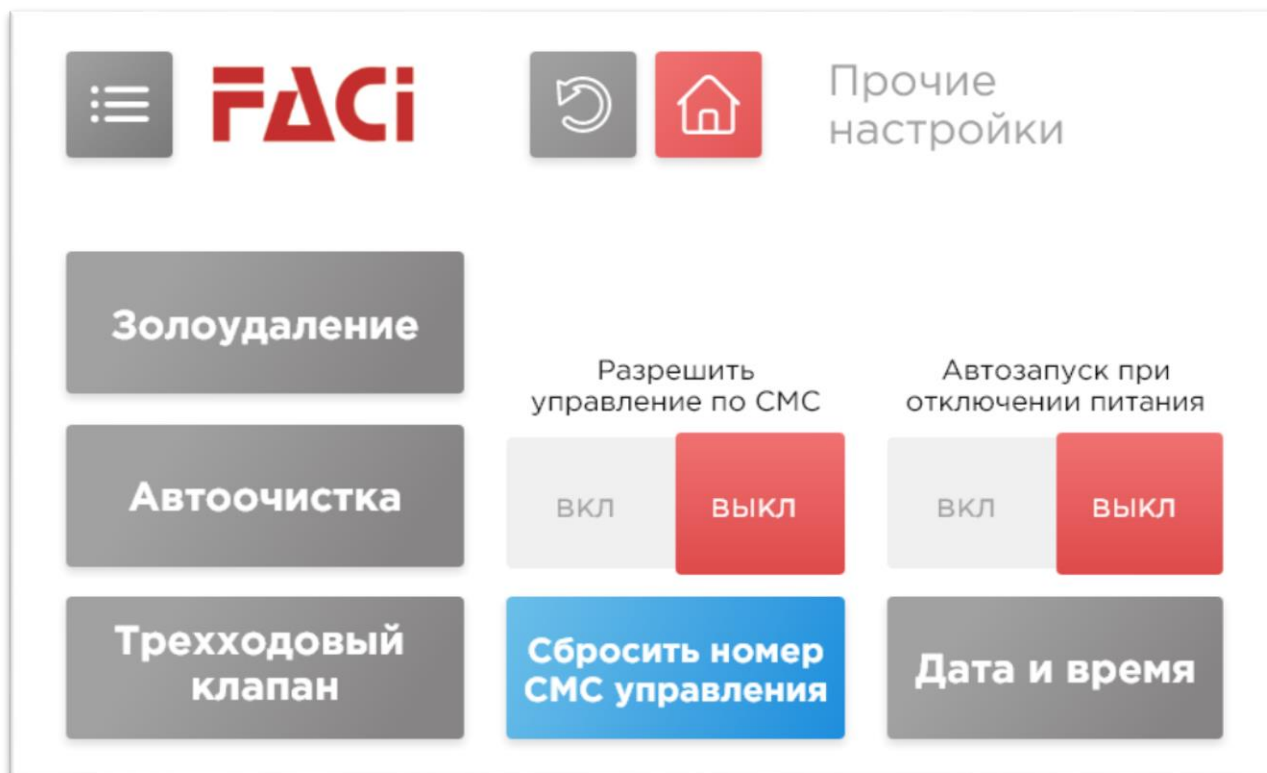 FACi
Прочие
настройки
Золоудаление
Разрешить
управление по СМС
Автозапуск при
отключении питания
Автоочистка
вкл
выкл
вкл
выкл
Трехходовый
клапан
Сбросить номер
СМС управления
Дата и время